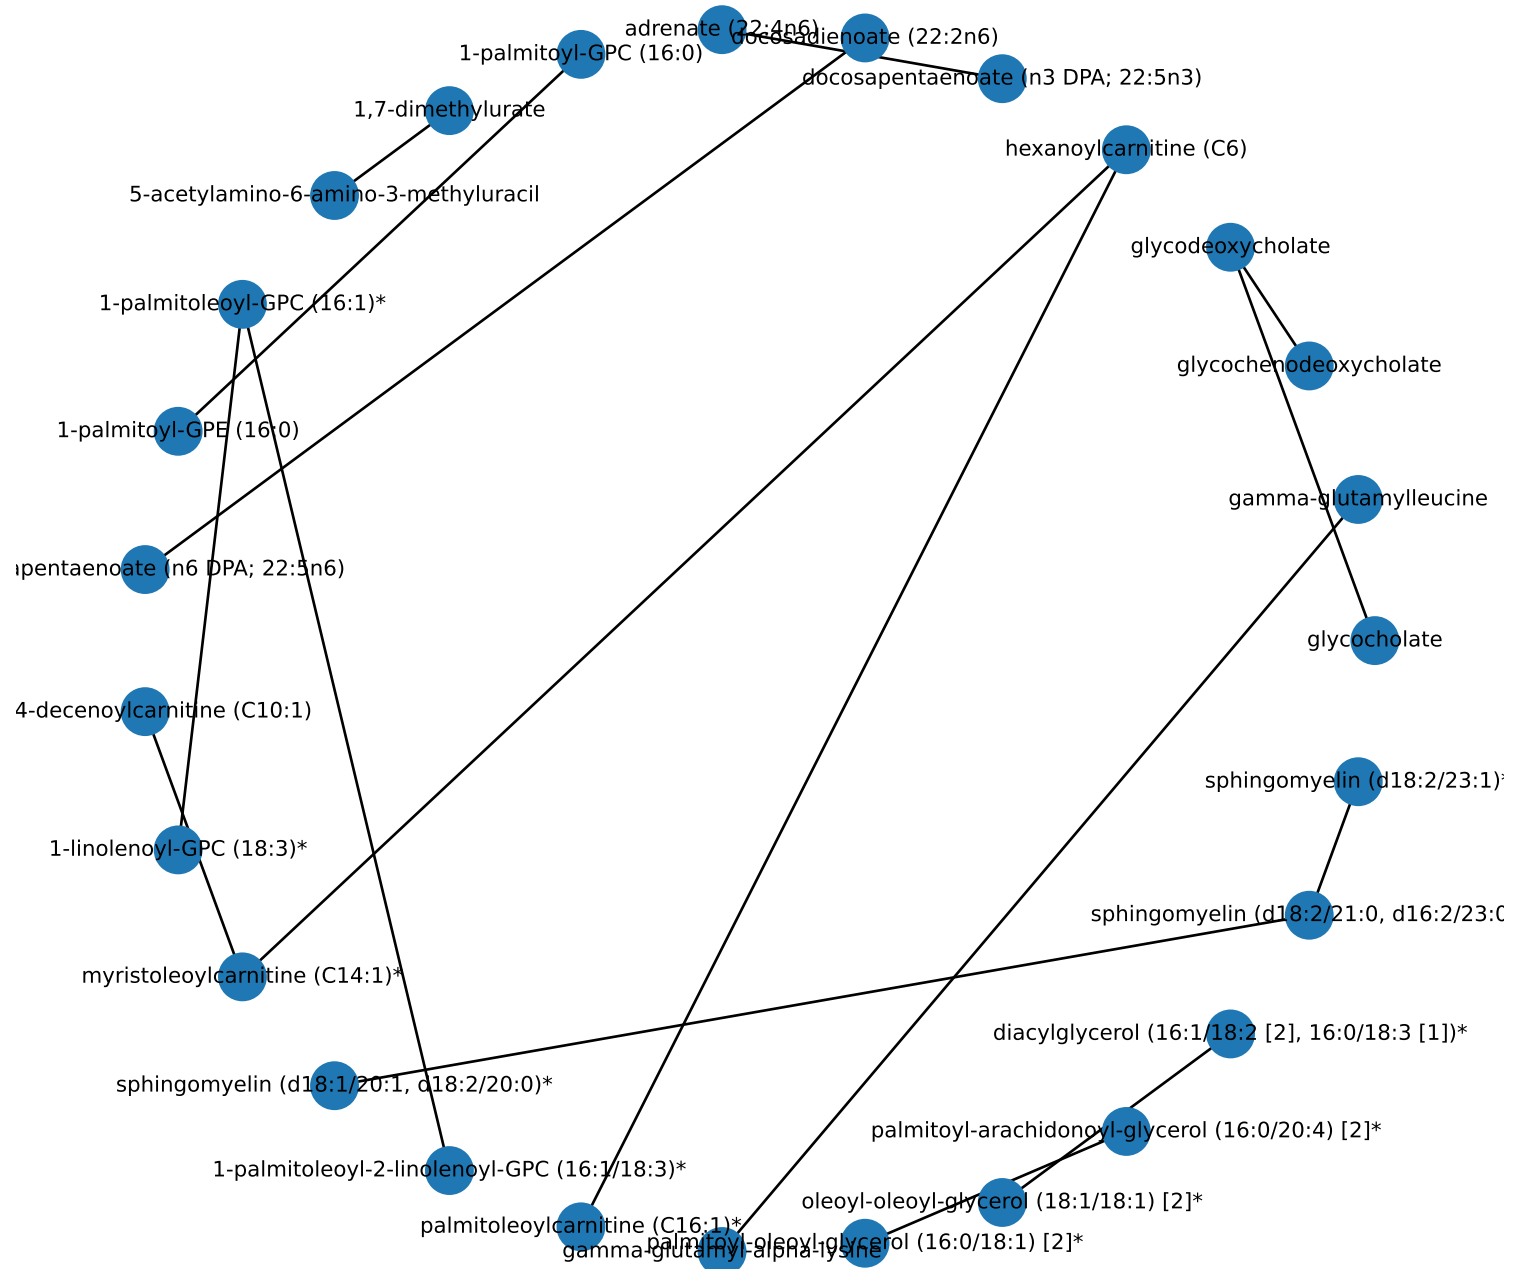 adrenate (22:4n6)
docosadienoate (22:2n6)
1-palmitoyl-GPC (16:0)
docosapentaenoate (n3 DPA; 22:5n3)
1,7-dimethylurate
hexanoylcarnitine (C6)
5-acetylamino-6-amino-3-methyluracil
glycodeoxycholate
1-palmitoleoyl-GPC (16:1)*
glycochenodeoxycholate
1-palmitoyl-GPE (16:0)
gamma-glutamylleucine
apentaenoate (n6 DPA; 22:5n6)
glycocholate
4-decenoylcarnitine (C10:1)
sphingomyelin (d18:2/23:1)*
1-linolenoyl-GPC (18:3)*
sphingomyelin (d18:2/21:0, d16:2/23:0
myristoleoylcarnitine (C14:1)*
diacylglycerol (16:1/18:2 [2], 16:0/18:3 [1])*
sphingomyelin (d18:1/20:1, d18:2/20:0)*
palmitoyl-arachidonoyl-glycerol (16:0/20:4) [2]*
1-palmitoleoyl-2-linolenoyl-GPC (16:1/18:3)*
oleoyl-oleoyl-glycerol (18:1/18:1) [2]*
palmitoleoylcarnitine (C16:1)*
palmitoyl-oleoyl-glycerol (16:0/18:1) [2]*
gamma-glutamyl-alpha-lysine